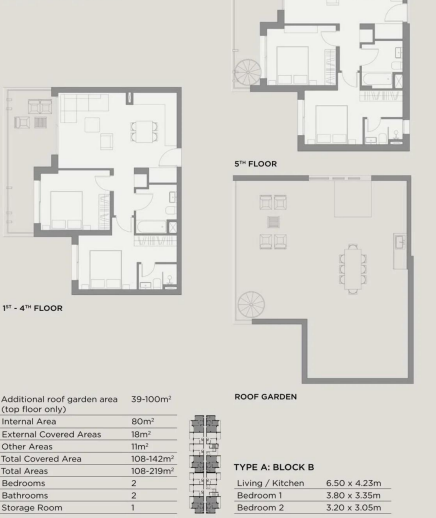 5TH FLOOR
1ST - 4TH FLOOR
ROOF GARDEN
Additional roof garden area 39-100m²
(top floor only)
Internal Area 80m²
External Covered Areas 18m²
Other Areas 11m²
Total Covered Area 108-142m²
Total Areas 108-219m²
Bedrooms 2
Bathrooms 2
Storage Room 1
TYPE A: BLOCK B
Living / Kitchen 6.50 x 4.23m
Bedroom 1 3.80 x 3.35m
Bedroom 2 3.20 x 3.05m